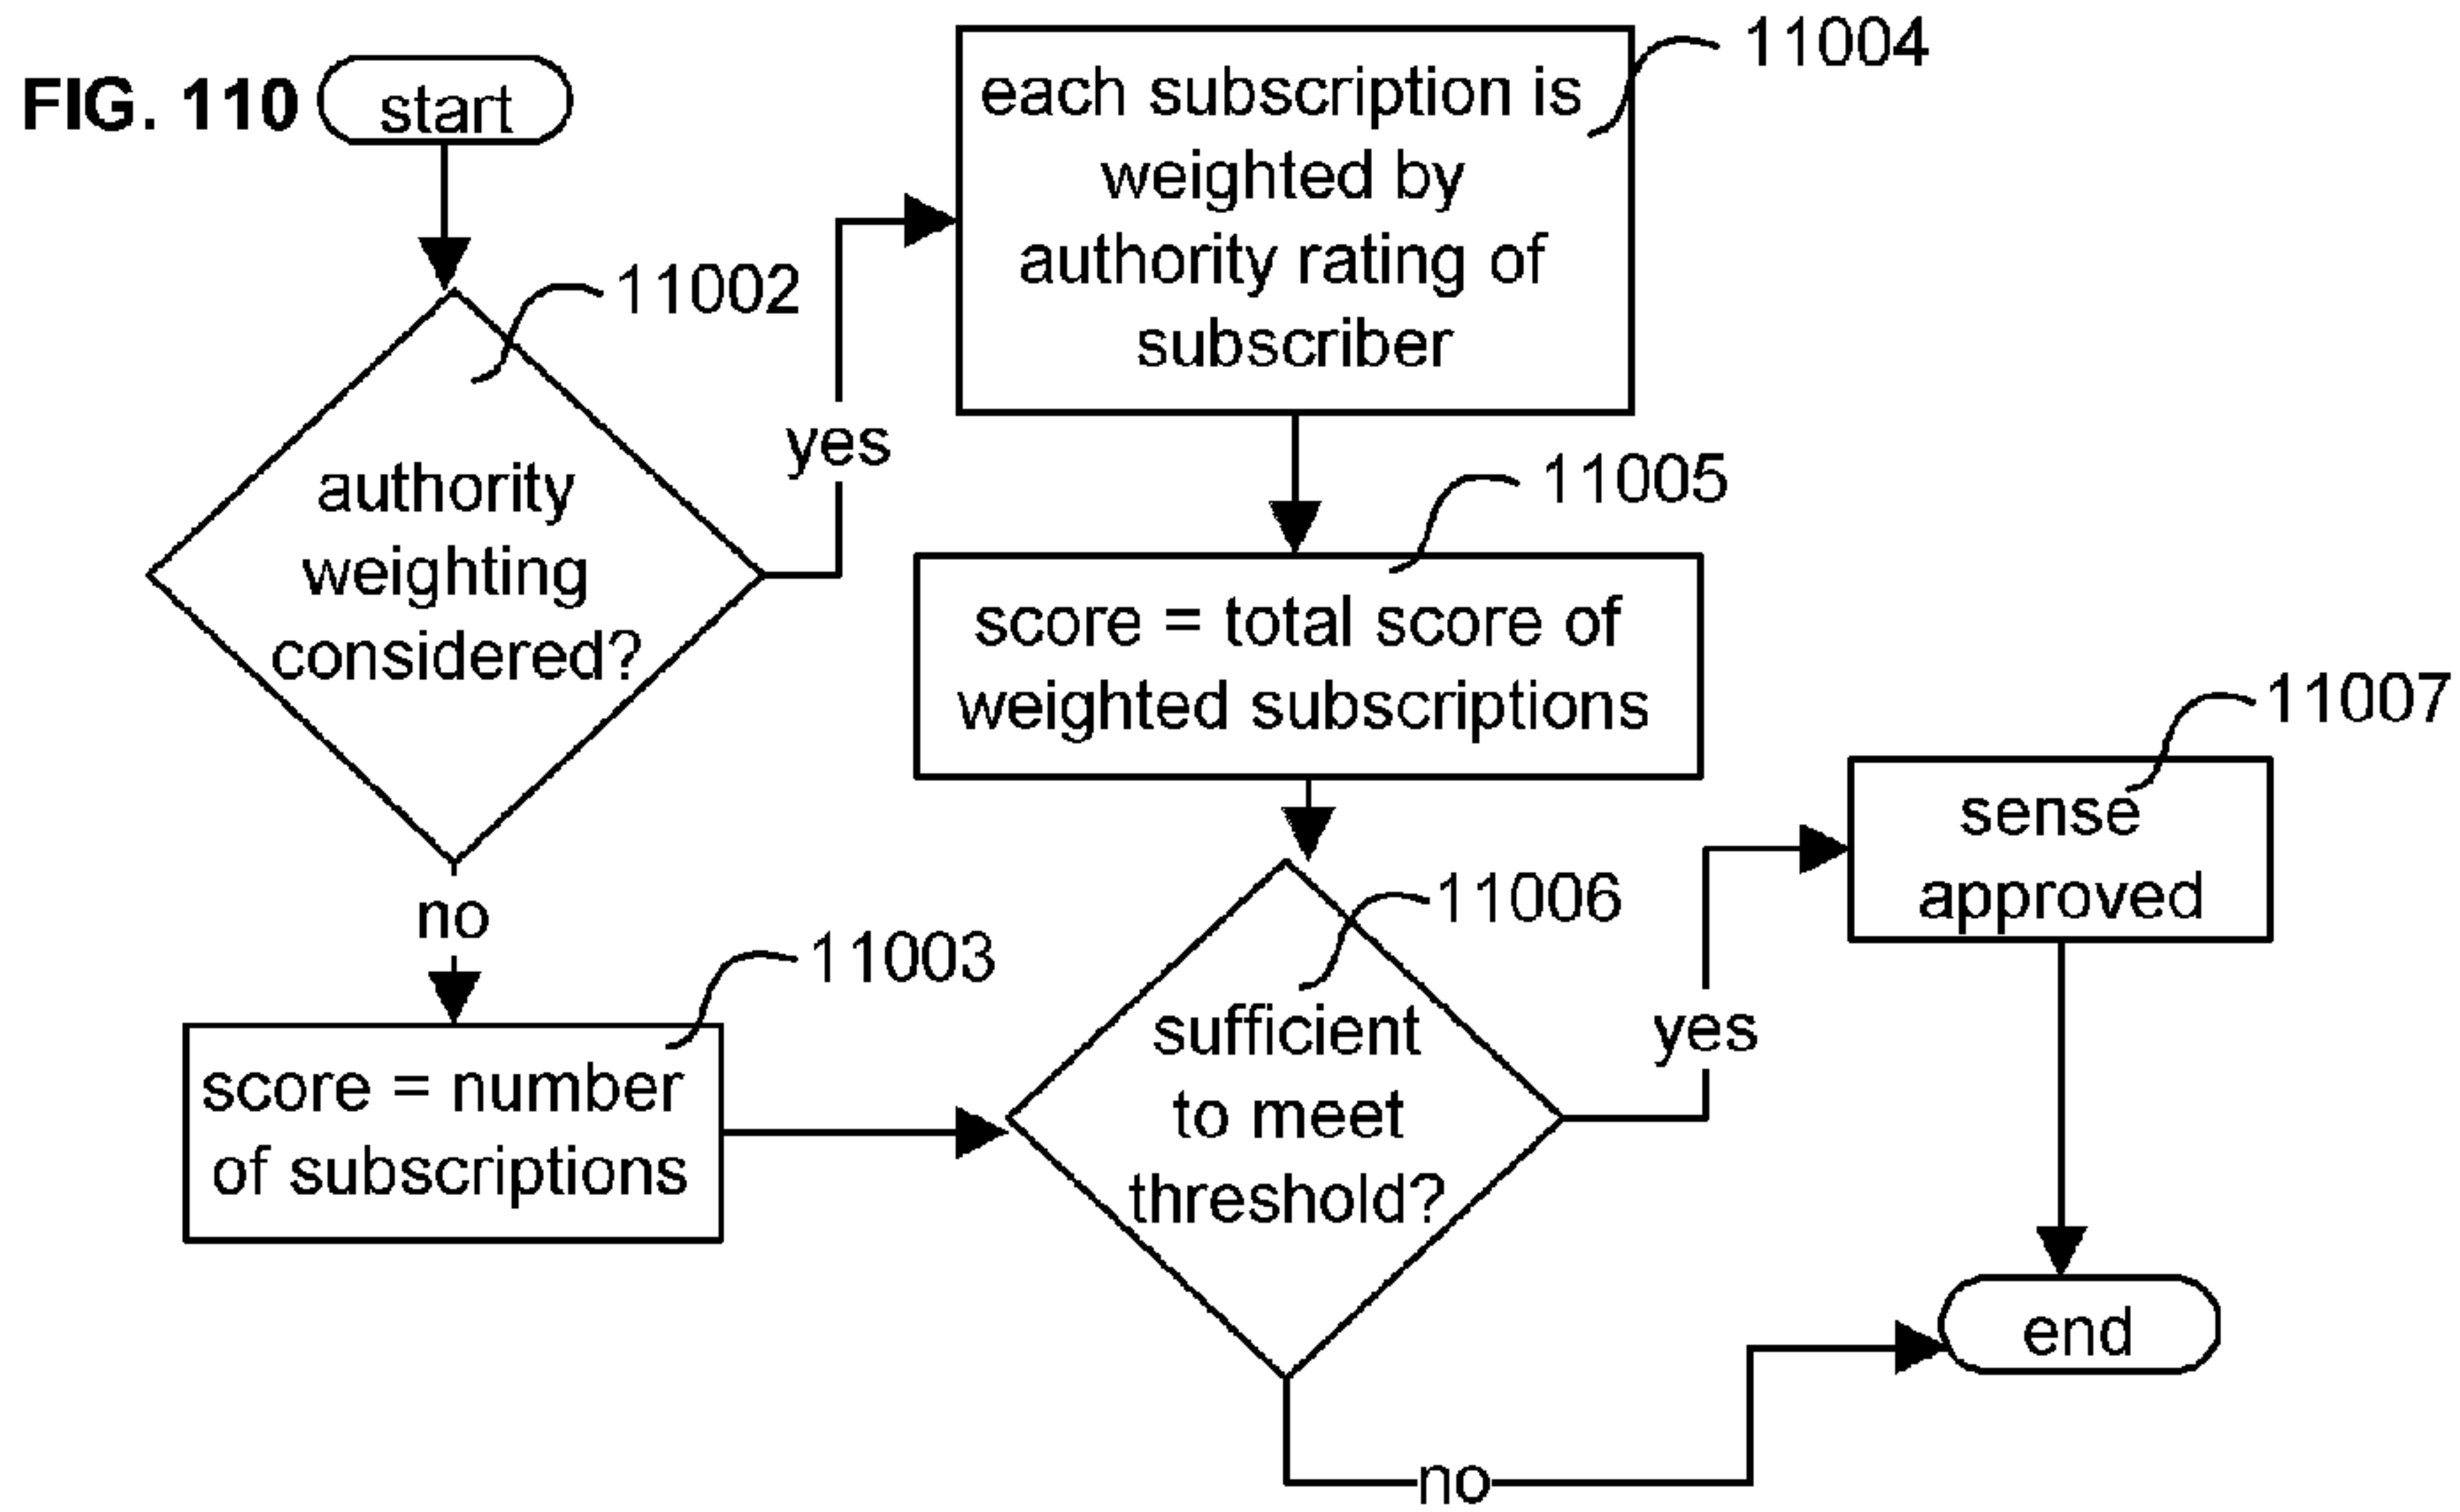 FIG. 110
start
11002
authority
weighting
considered?
yes
no
11003
score = number
of subscriptions
11004
each subscription is
weighted by
authority rating of
subscriber
11005
score = total score of
weighted subscriptions
11006
sufficient
to meet
threshold?
yes
no
11007
sense
approved
end